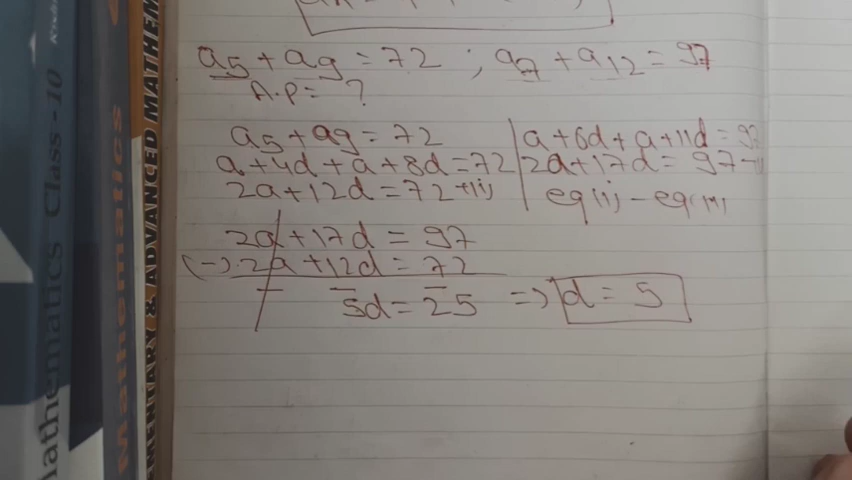 a5 + a9 = 72 ; a7 + a12 = 97
A.P = ?
a5 + a9 = 72
a + 4d + a + 8d = 72
2a + 12d = 72
a + 6d + a + 11d = 97
2a + 17d = 97
eq (i) - eq (ii)
2a + 17d = 97
(-) 2a + 12d = 72
- - -
5d = 25 => d = 5
Mathematics Class-10
Mathematics
MENTARY & ADVANCED MATHEM